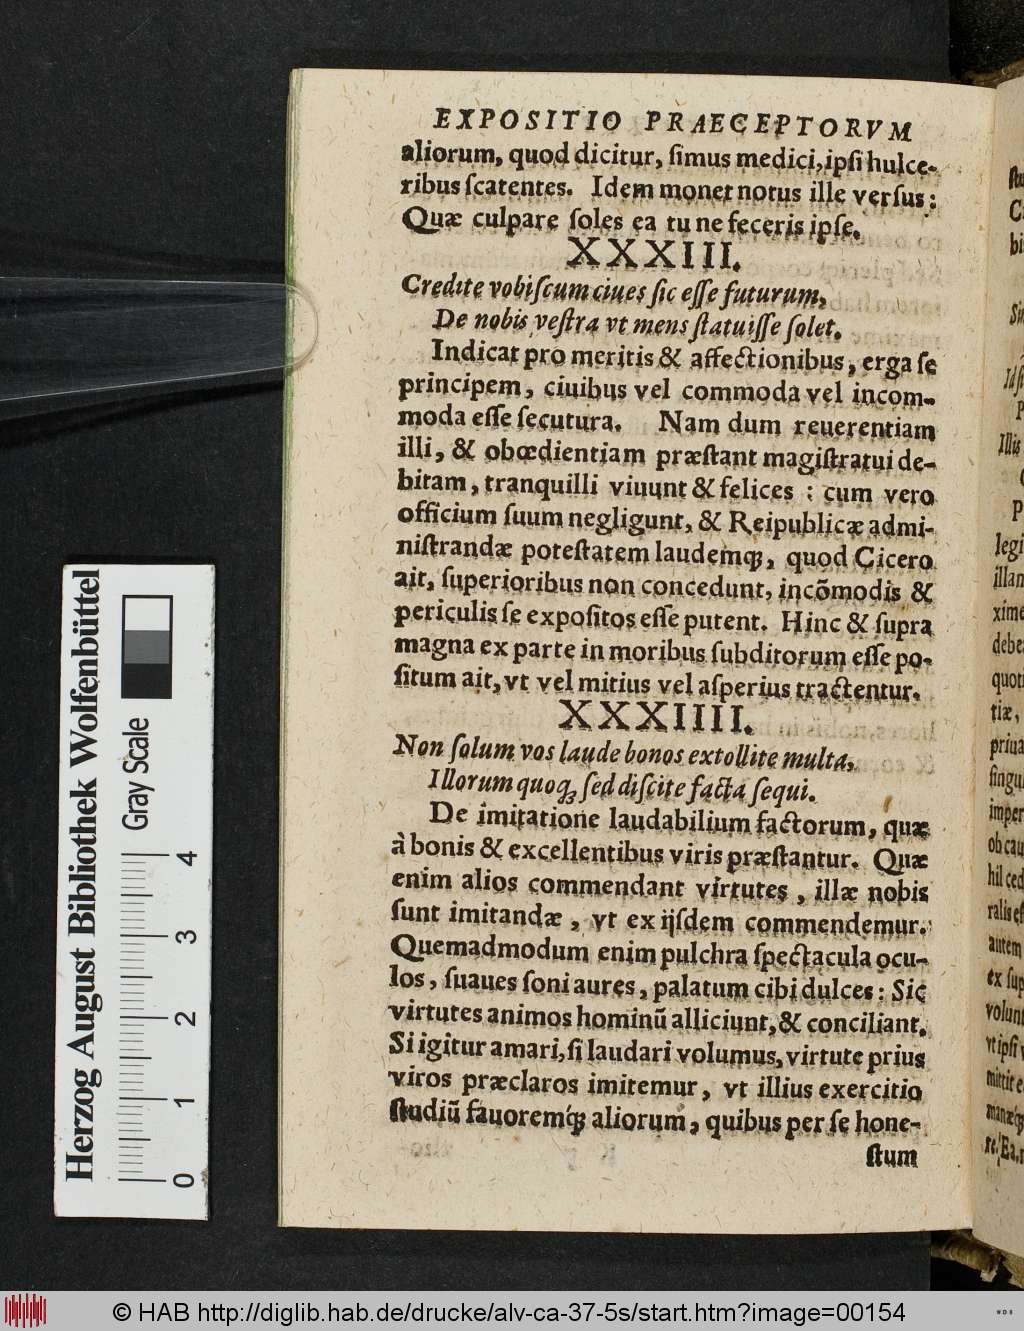 EXPOSITIO PRAECEPTORVM
aliorum, quod dicitur, ſimus medici, ipſi hulce-
ribus ſcatentes. Idem monet notus ille verſus:
Quæ culpare ſoles ea tu ne feceris ipſe.
XXXIII.
Credite vobiſcum ciues ſic eſſe futurum,
De nobis veſtra vt mens ſtatuiſſe ſolet.
Indicat pro meritis & affectionibus, erga ſe
principem, ciuibus vel commoda vel incom-
moda eſſe ſecutura. Nam dum reuerentiam
illi, & obœdientiam præſtant magiſtratui de-
bitam, tranquilli viuunt & felices : cum vero
officium ſuum negligunt, & Reipublicæ admi-
niſtrandæ poteſtatem laudemq́;, quod Cicero
ait, ſuperioribus non concedunt, incõmodis &
periculis ſe expoſitos eſſe putent. Hinc & ſupra
magna ex parte in moribus ſubditorum eſſe po-
ſitum ait, vt vel mitius vel aſperius tractentur.
XXXIIII.
Non ſolum vos laude bonos extollite multa,
Illorum quoq; ſed diſcite facta ſequi.
De imitatione laudabilium factorum, quæ
à bonis & excellentibus viris præſtantur. Quæ
enim alios commendant virtutes, illæ nobis
ſunt imitandæ, vt ex ijſdem commendemur.
Quemadmodum enim pulchra ſpectacula ocu-
los, ſuaues ſoni aures, palatum cibi dulces: Sic
virtutes animos hominũ alliciunt, & conciliant.
Si igitur amari, ſi laudari volumus, virtute prius
viros præclaros imitemur, vt illius exercitio
ſtudiũ fauoremq́; aliorum, quibus per ſe hone-
ſtum
Herzog August Bibliothek Wolfenbüttel
Gray Scale
0 1 2 3 4
© HAB http://diglib.hab.de/drucke/alv-ca-37-5s/start.htm?image=00154